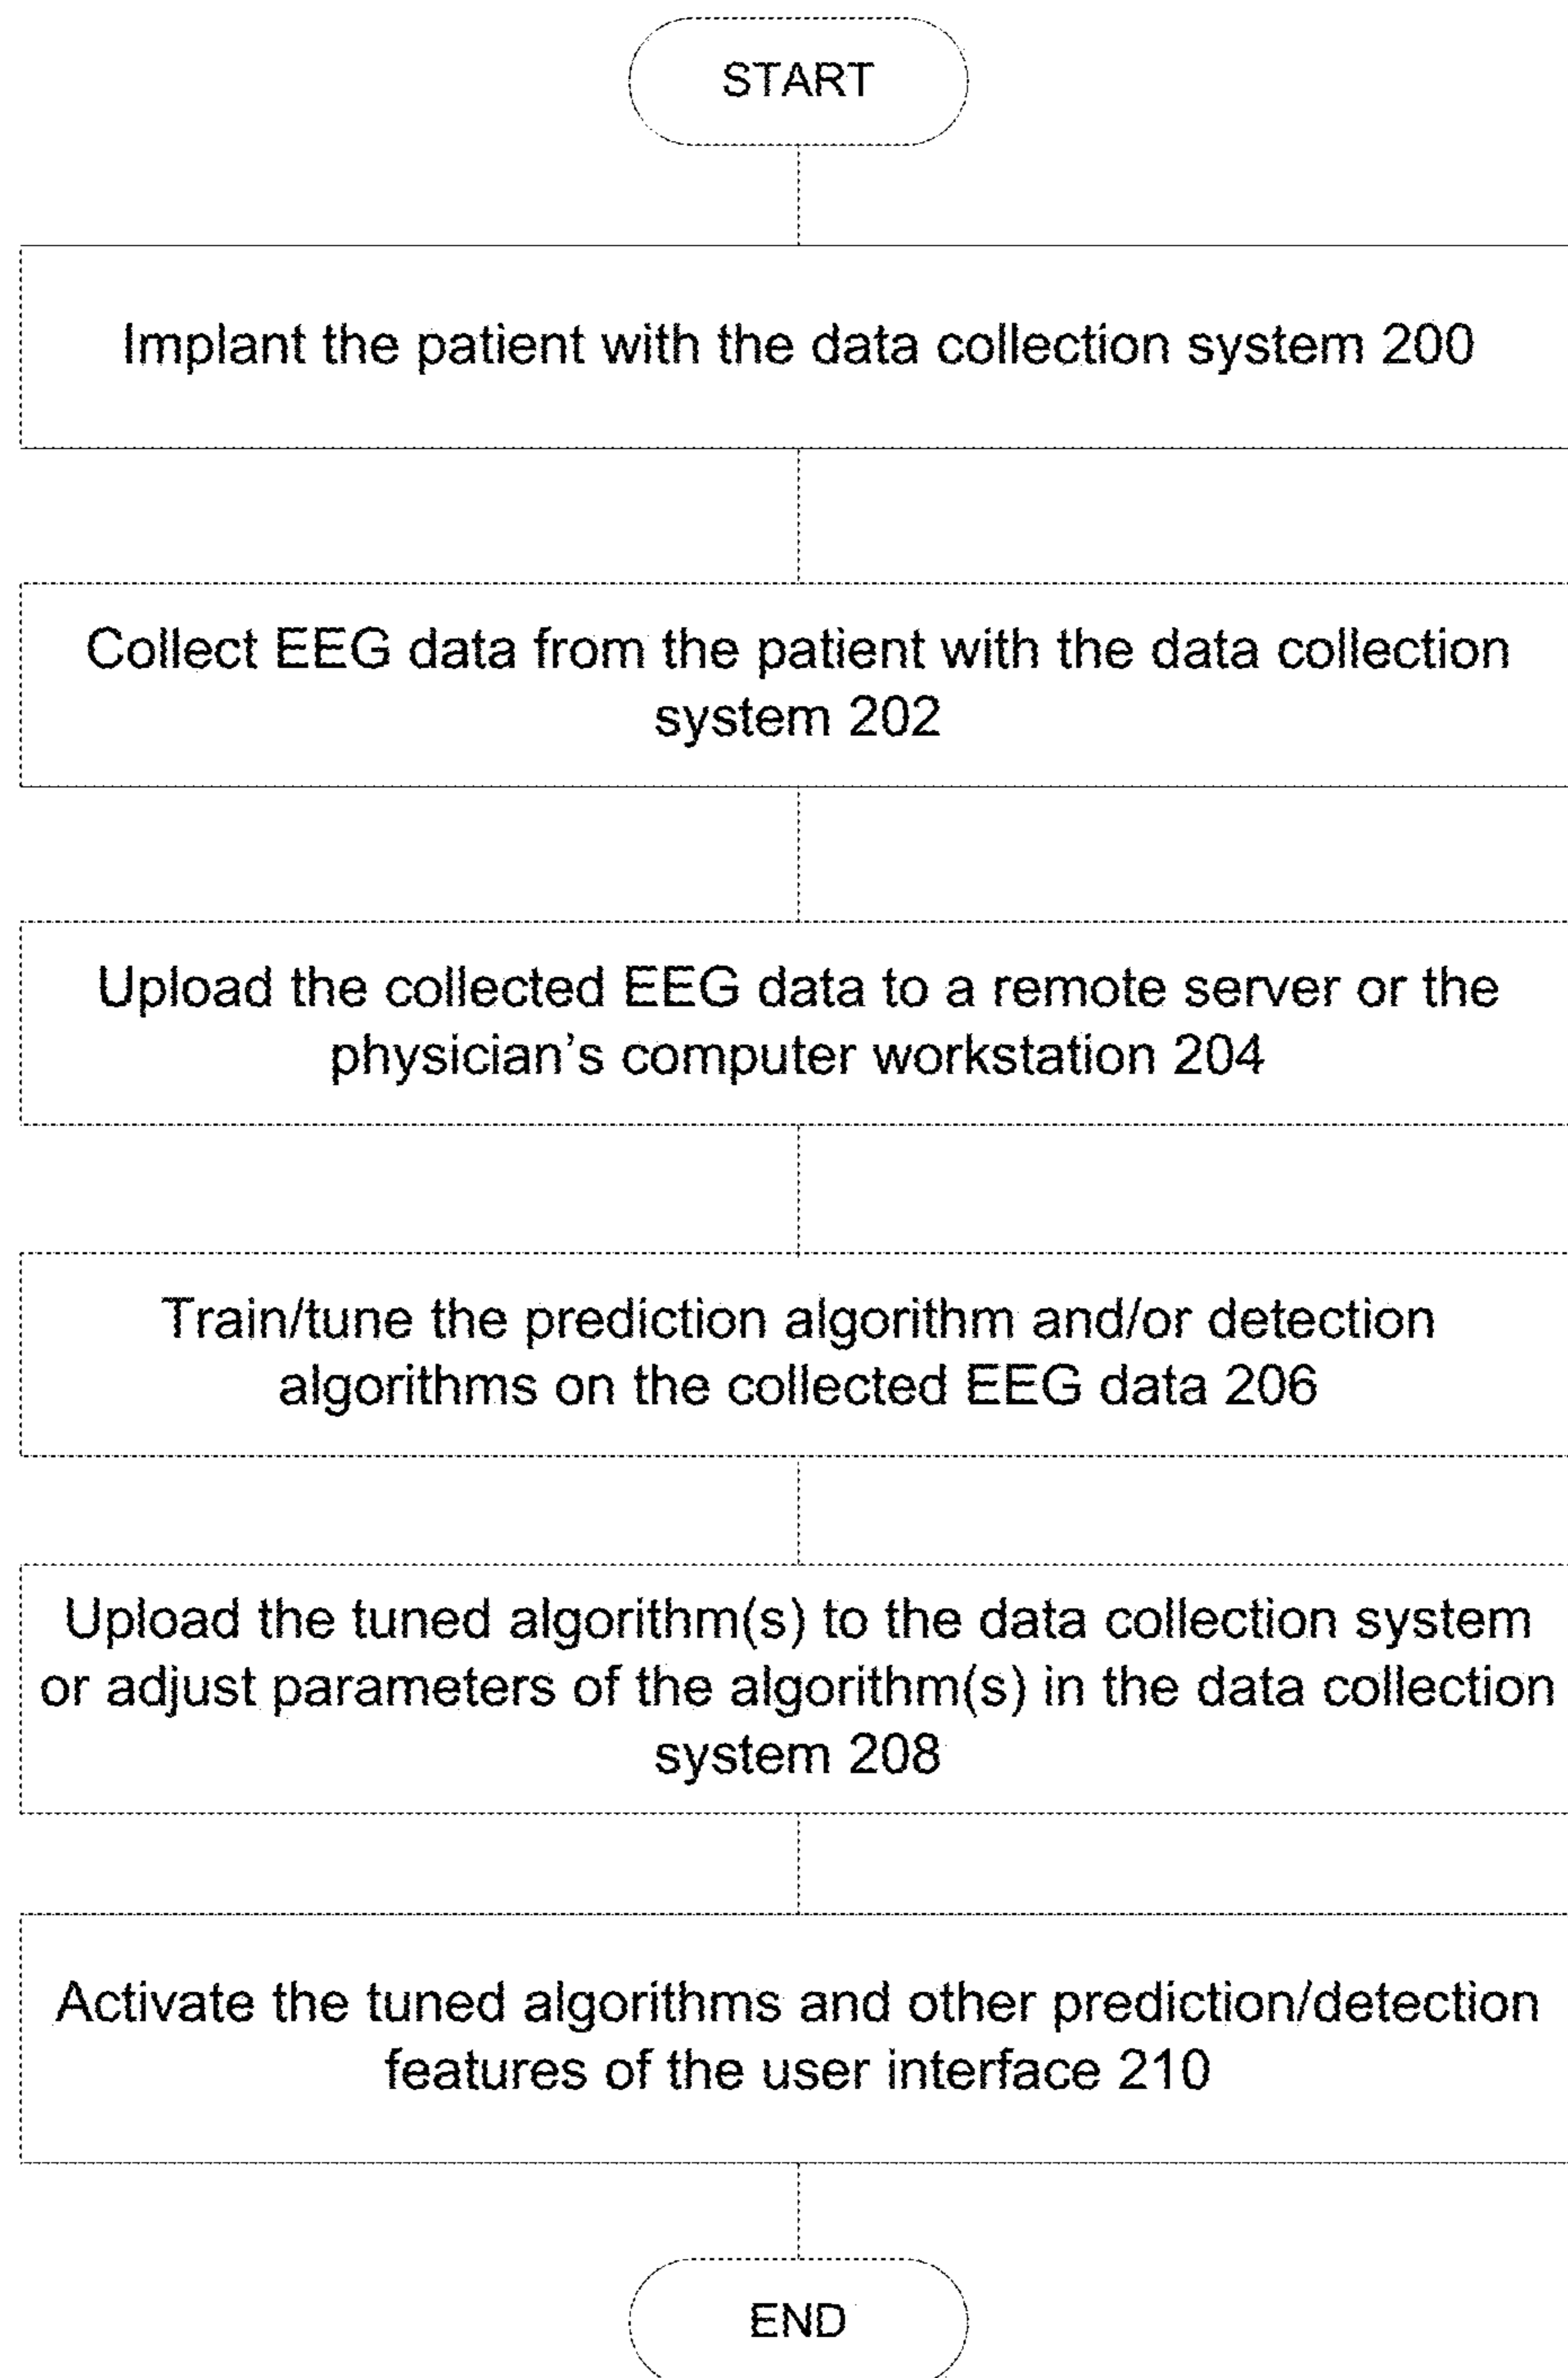 START
Implant the patient with the data collection system 200
Collect EEG data from the patient with the data collection
system 202
Upload the collected EEG data to a remote server or the
physician's computer workstation 204
Train/tune the prediction algorithm and/or detection
algorithms on the collected EEG data 206
Upload the tuned algorithm(s) to the data collection system
or adjust parameters of the algorithm(s) in the data collection
system 208
Activate the tuned algorithms and other prediction/detection
features of the user interface 210
END